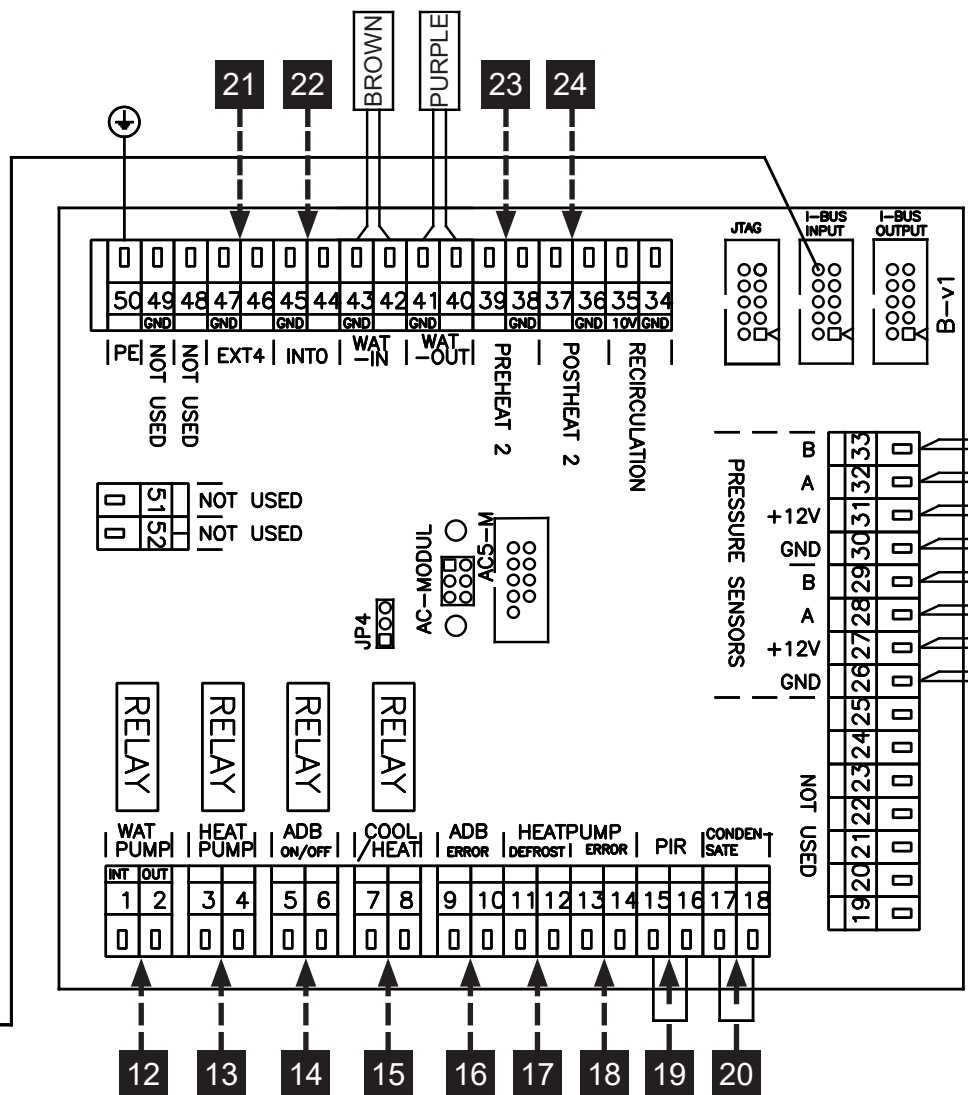 BROWN
PURPLE
21 22 23 24
JTAG
I-BUS
INPUT
I-BUS
OUTPUT
B-v1
50 49 48 47 46 45 44 43 42 41 40 39 38 37 36 35 34
GND GND GND GND GND GND GND 10V GND
PE
NOT USED
NOT USED
EXT4
INT0
WAT
-IN
WAT
-OUT
PREHEAT 2
POSTHEAT 2
RECIRCULATION
51 NOT USED
52 NOT USED
JP4
AC-MODUL
AC5-M
PRESSURE SENSORS
B 33
A 32
+12V 31
GND 30
B 29
A 28
+12V 27
GND 26
25
24
23
22
21
20
19
NOT USED
RELAY RELAY RELAY RELAY
WAT
PUMP
HEAT
PUMP
ADB
ON/OFF
COOL
/HEAT
ADB
ERROR
HEATPUMP
DEFROST ERROR
PIR
CONDEN-
SATE
INT OUT
1 2 3 4 5 6 7 8 9 10 11 12 13 14 15 16 17 18
12 13 14 15 16 17 18 19 20